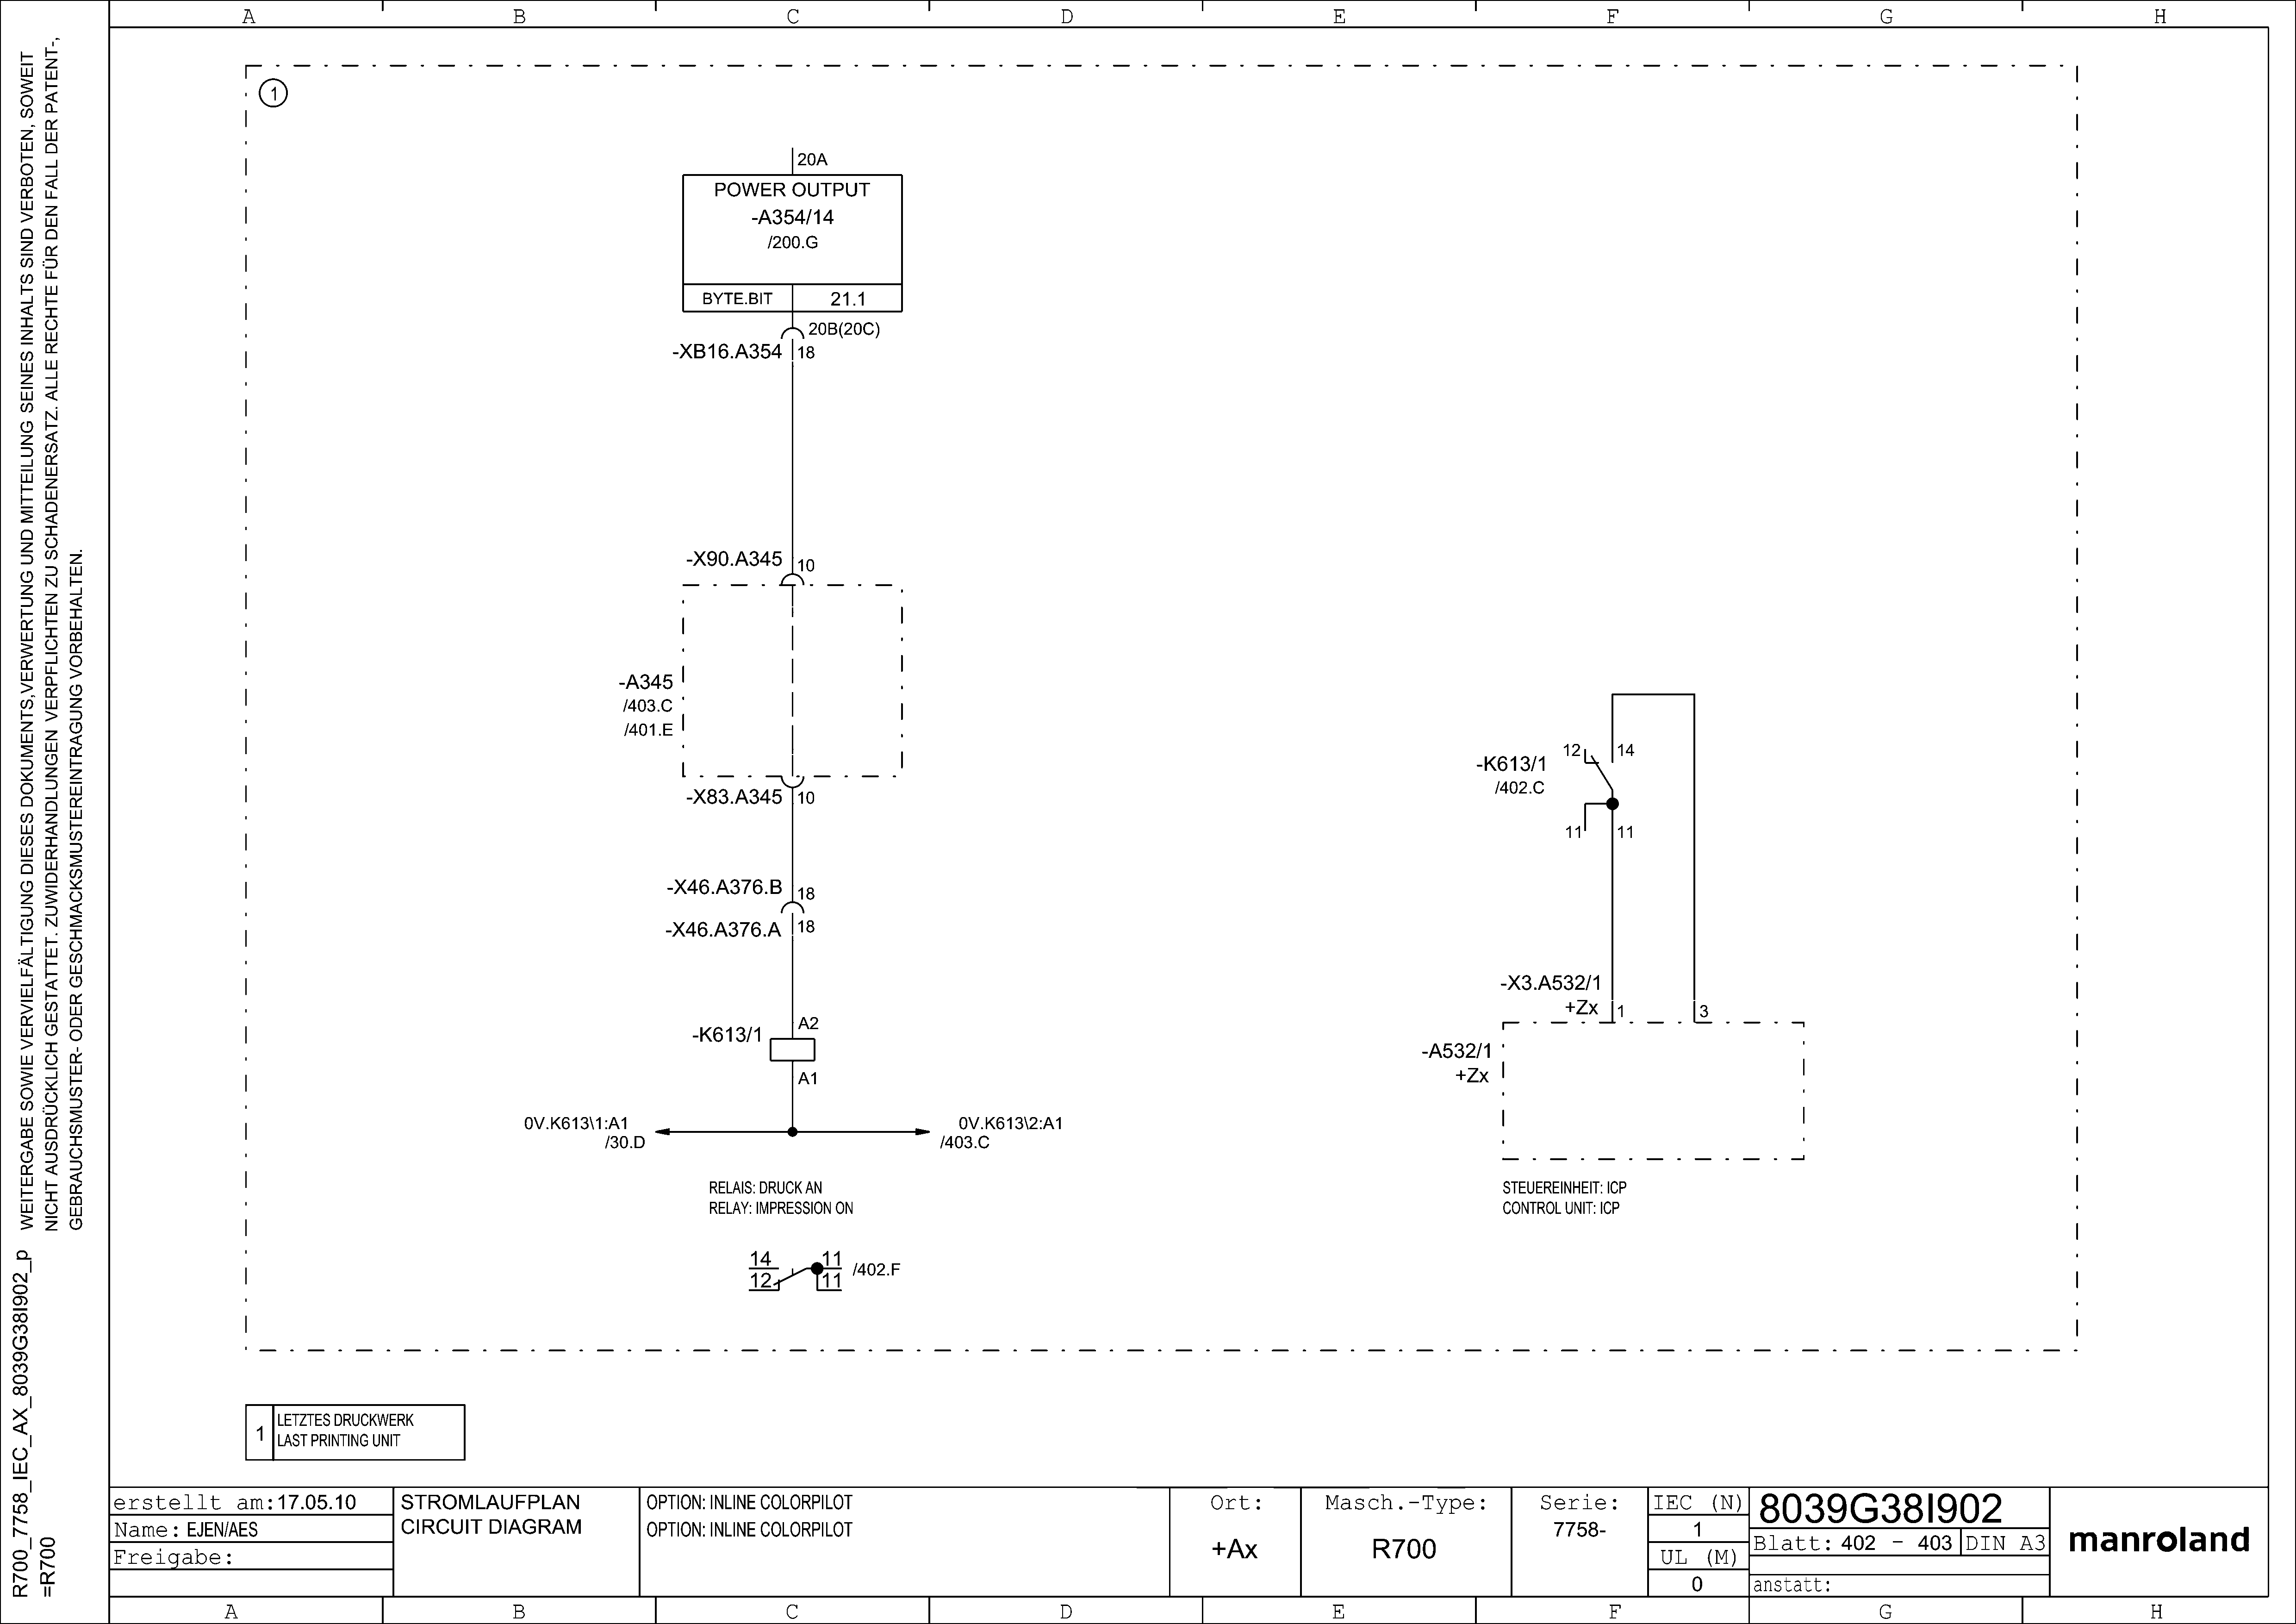 A B C D E F G H
WEITERGABE SOWIE VERVIELFÄLTIGUNG DIESES DOKUMENTS,VERWERTUNG UND MITTEILUNG SEINES INHALTS SIND VERBOTEN, SOWEIT
NICHT AUSDRÜCKLICH GESTATTET. ZUWIDERHANDLUNGEN VERPFLICHTEN ZU SCHADENERSATZ. ALLE RECHTE FÜR DEN FALL DER PATENT-,
GEBRAUCHSMUSTER- ODER GESCHMACKSMUSTEREINTRAGUNG VORBEHALTEN.
R700_7758_IEC_AX_8039G38I902_p
=R700
1
20A
POWER OUTPUT
-A354/14
/200.G
BYTE.BIT 21.1
20B(20C)
-XB16.A354 18
-X90.A345 10
-A345
/403.C
/401.E
-X83.A345 10
-X46.A376.B 18
-X46.A376.A 18
A2
-K613/1
A1
0V.K613\1:A1
/30.D
0V.K613\2:A1
/403.C
RELAIS: DRUCK AN
RELAY: IMPRESSION ON
14 11
12 11
/402.F
12 14
-K613/1
/402.C
11 11
-X3.A532/1
+Zx 1 3
-A532/1
+Zx
STEUEREINHEIT: ICP
CONTROL UNIT: ICP
1
LETZTES DRUCKWERK
LAST PRINTING UNIT
erstellt am:17.05.10
Name: EJEN/AES
Freigabe:
STROMLAUFPLAN
CIRCUIT DIAGRAM
OPTION: INLINE COLORPILOT
OPTION: INLINE COLORPILOT
Ort:
+Ax
Masch.-Type:
R700
Serie:
7758-
IEC (N)
1
UL (M)
0
8039G38I902
Blatt: 402 - 403 DIN A3
anstatt:
manroland
A B C D E F G H